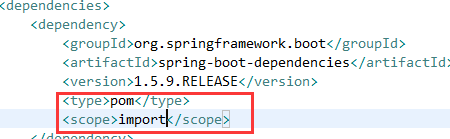 <dependencies>
<dependency>
<groupId>org.springframework.boot</groupId>
<artifactId>spring-boot-dependencies</artifactId>
<version>1.5.9.RELEASE</version>
<type>pom</type>
<scope>import</scope>
</dependency>